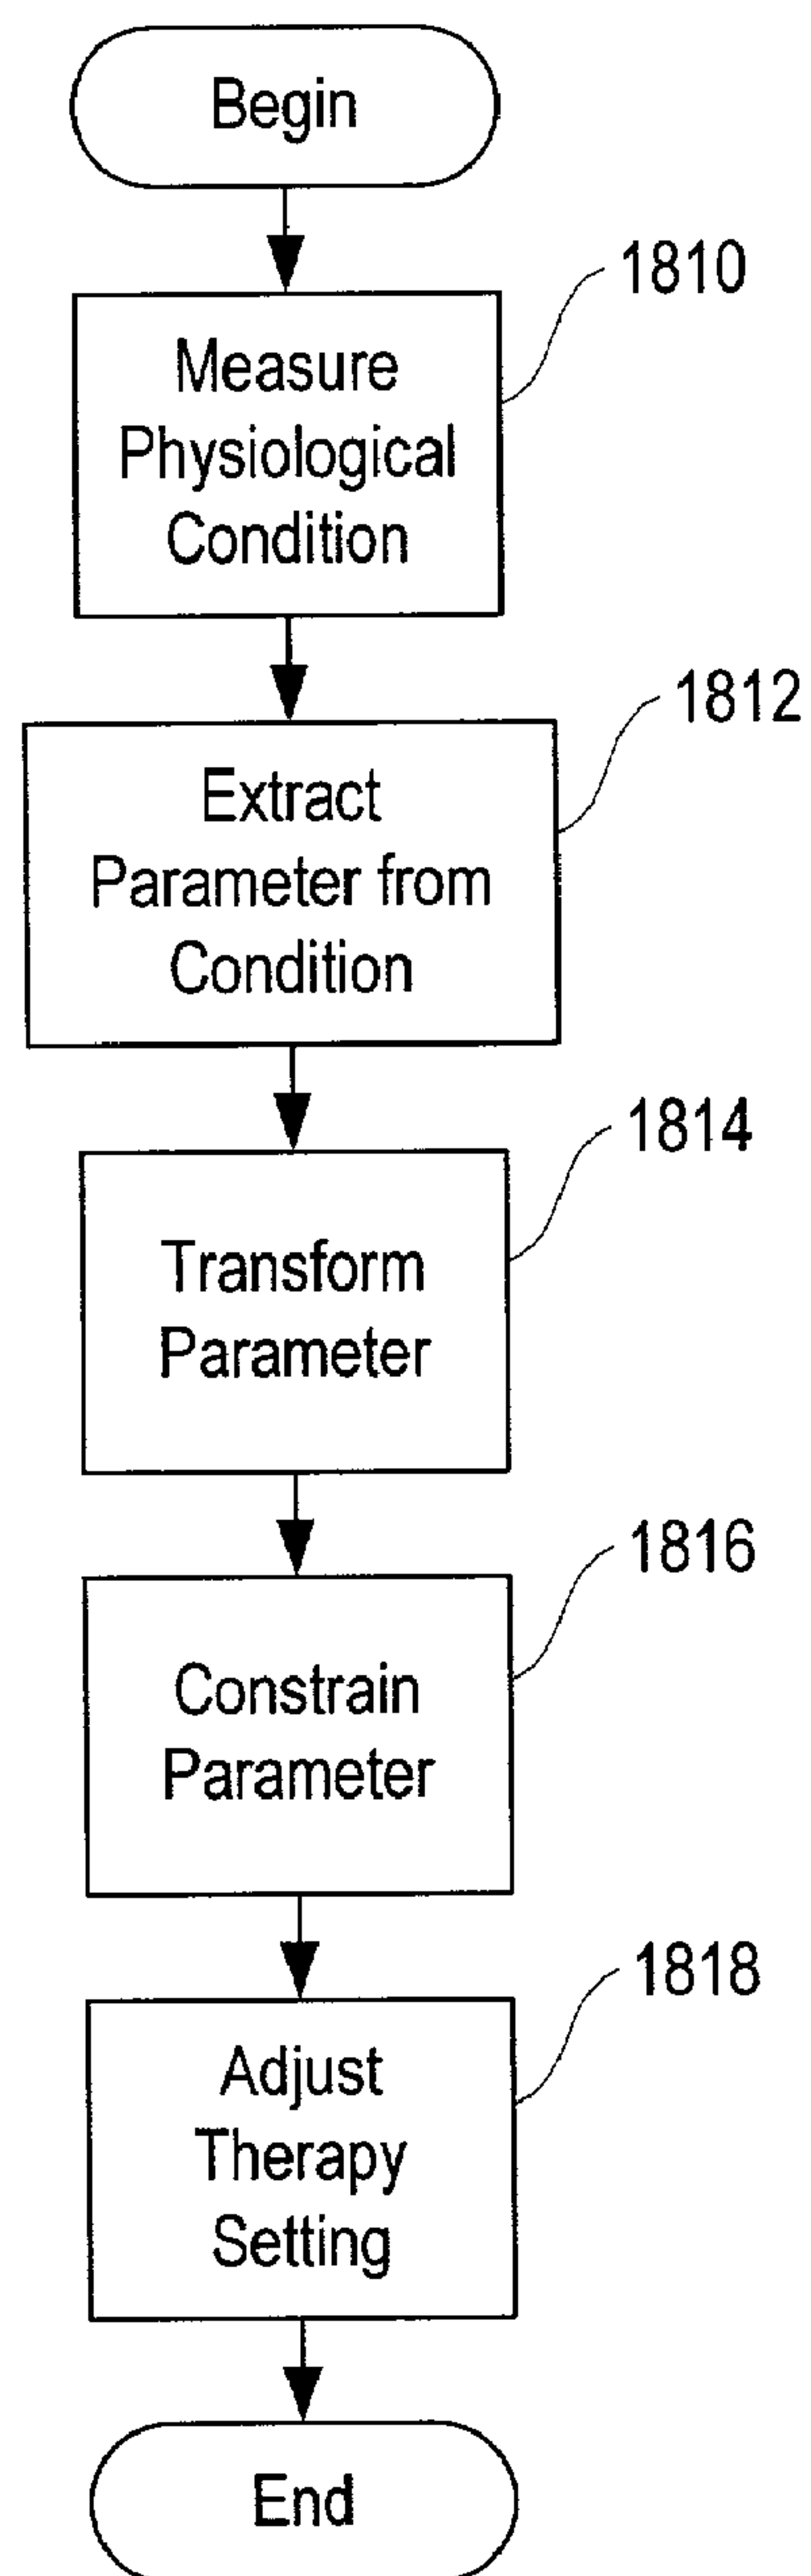 Begin
1810
Measure
Physiological
Condition
1812
Extract
Parameter from
Condition
1814
Transform
Parameter
1816
Constrain
Parameter
1818
Adjust
Therapy
Setting
End